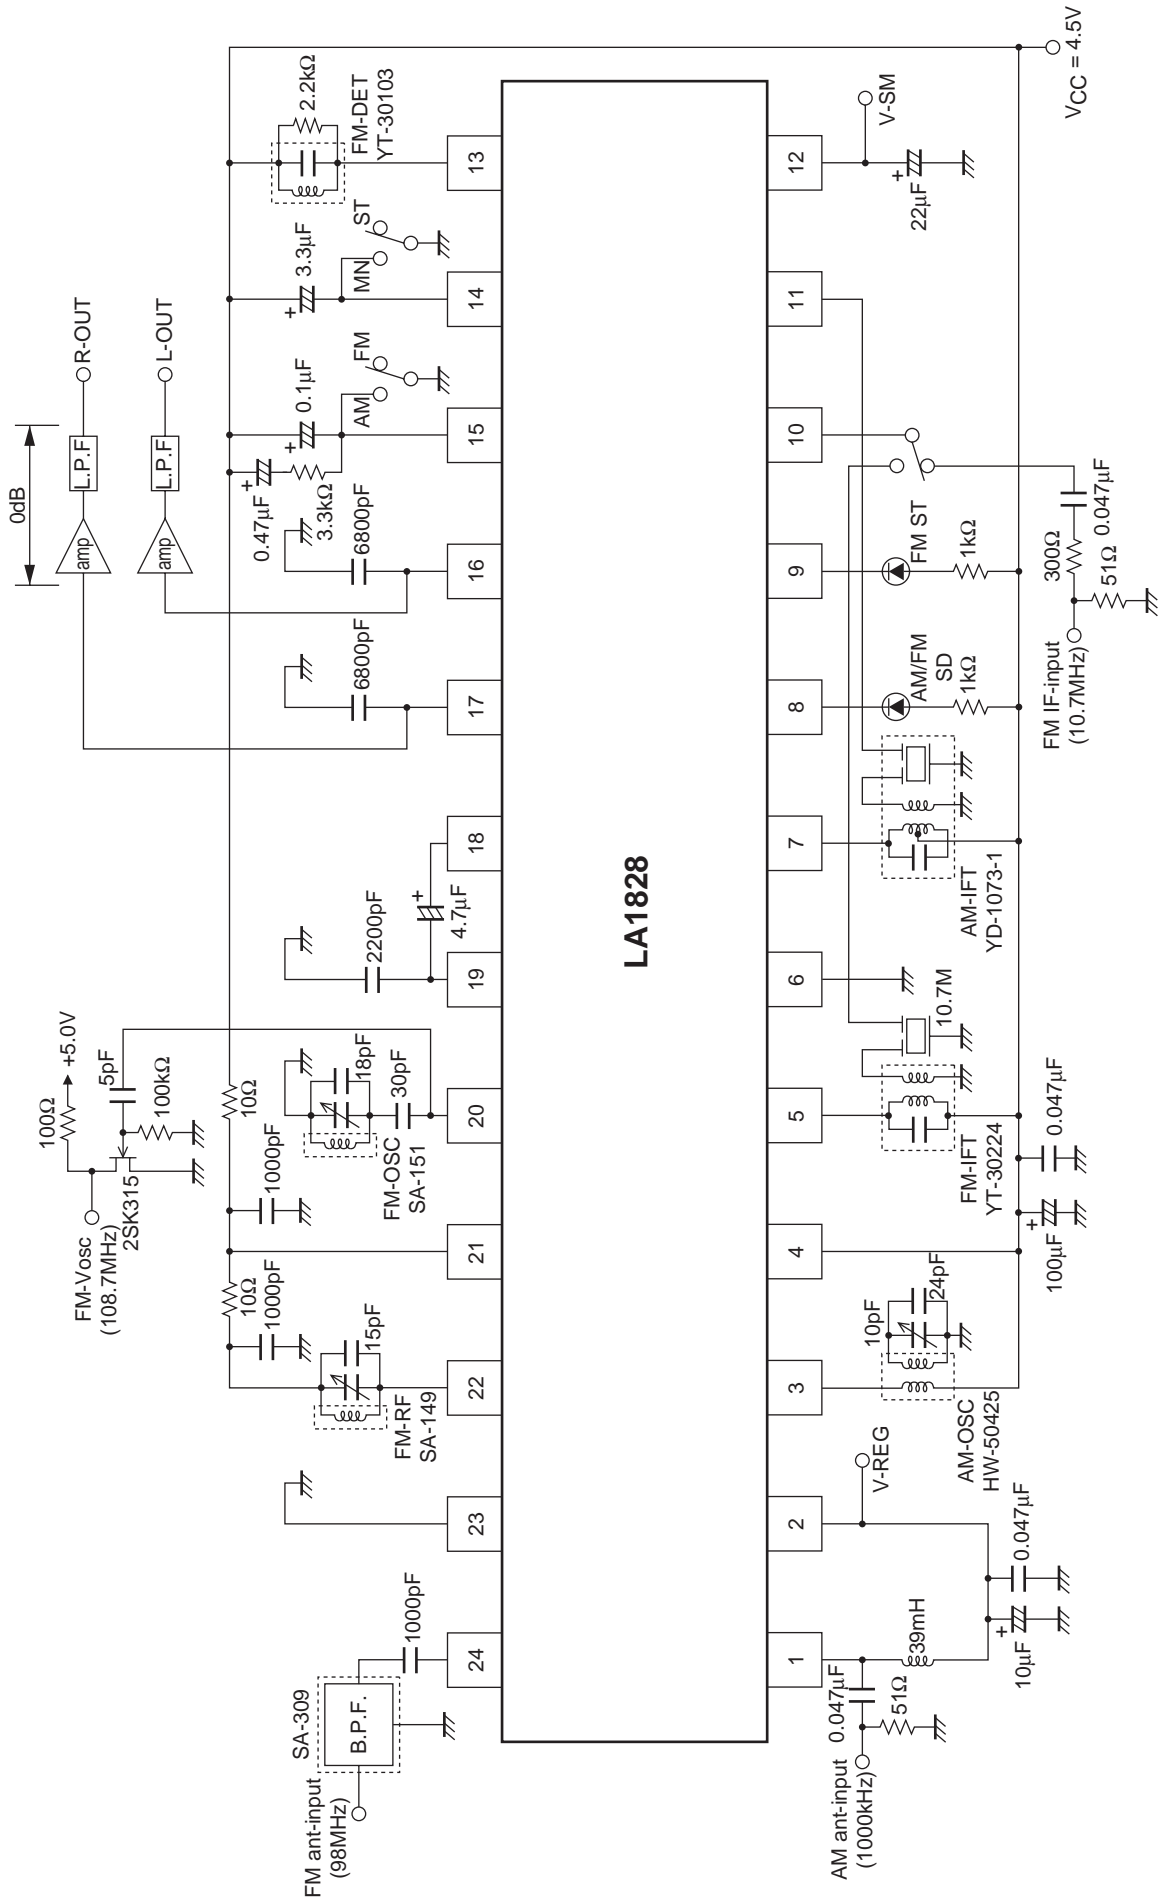 0dB
amp
L.P.F
R-OUT
amp
L.P.F
L-OUT
FM-Vosc
(108.7MHz)
2SK315
100Ω
+5.0V
5pF
100kΩ
SA-309
B.P.F.
FM ant-input
(98MHz)
1000pF
1000pF
10Ω
15pF
FM-RF
SA-149
1000pF
10Ω
18pF
30pF
FM-OSC
SA-151
2200pF
+
4.7μF
6800pF
6800pF
+
0.47μF
3.3kΩ
+
0.1μF
AM
FM
+
3.3μF
MN
ST
2.2kΩ
FM-DET
YT-30103
24
23
22
21
20
19
18
17
16
15
14
13
LA1828
1
2
3
4
5
6
7
8
9
10
11
12
AM ant-input
(1000kHz)
0.047μF
51Ω
39mH
+
10μF
0.047μF
V-REG
AM-OSC
HW-50425
10pF
24pF
+
100μF
0.047μF
FM-IFT
YT-30224
10.7M
AM-IFT
YD-1073-1
AM/FM
SD
1kΩ
FM ST
1kΩ
FM IF-input
(10.7MHz)
300Ω
51Ω
0.047μF
+
22μF
V-SM
VCC = 4.5V